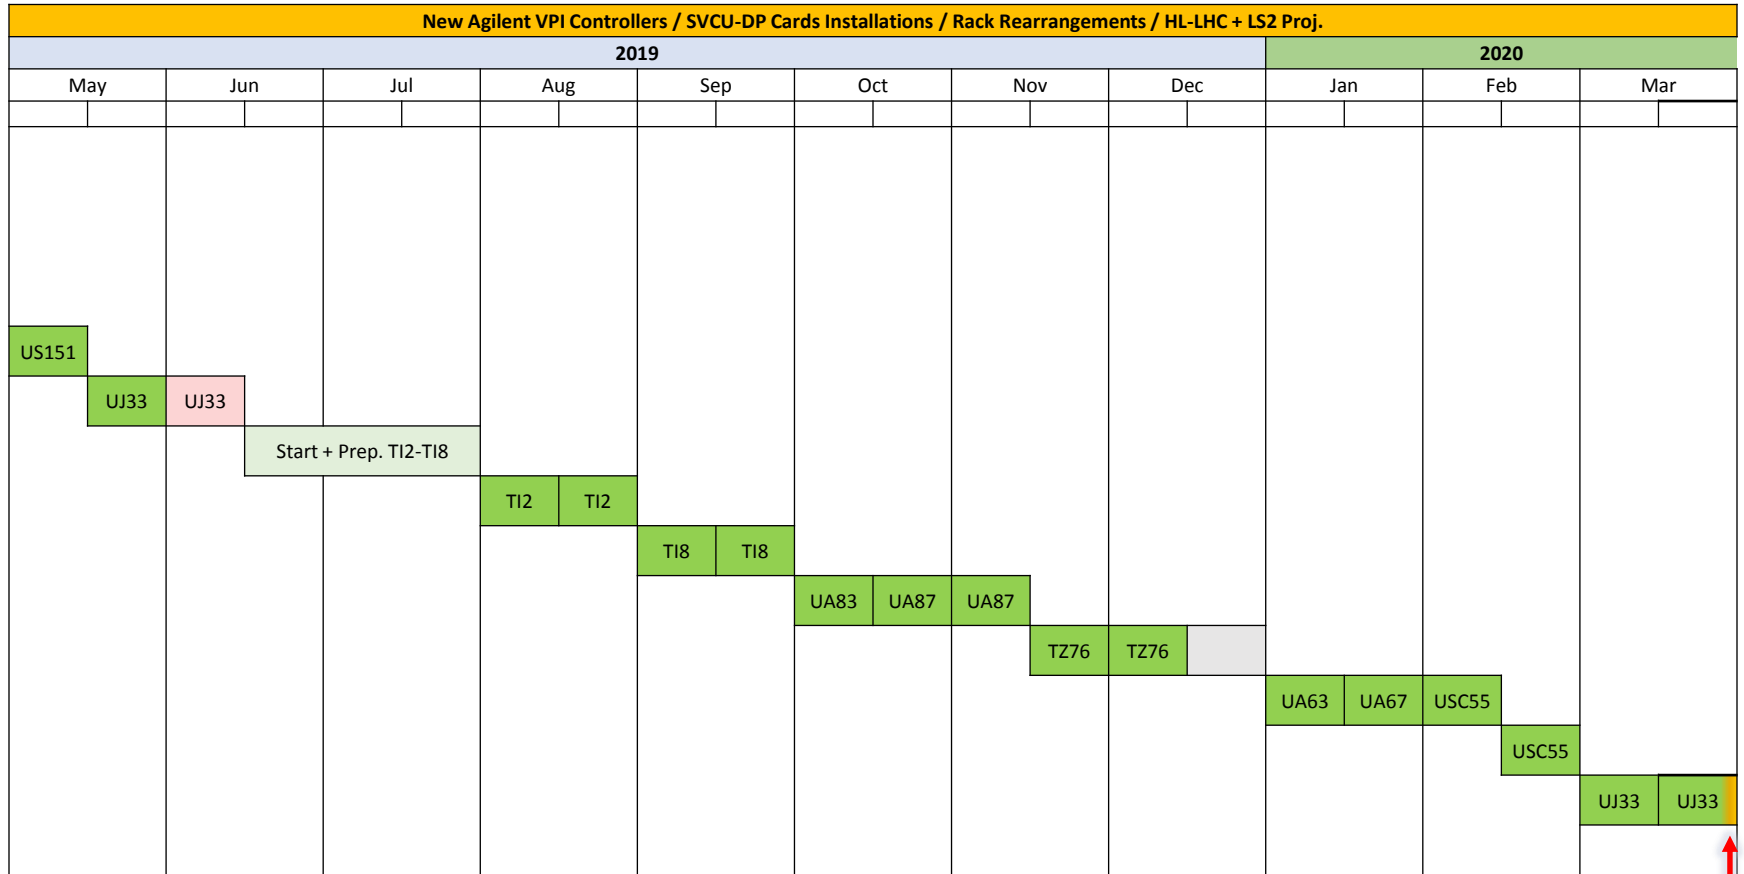 New Agilent VPI Controllers / SVCU-DP Cards Installations / Rack Rearrangements / HL-LHC + LS2 Proj.
2019 2020
May Jun Jul Aug Sep Oct Nov Dec Jan Feb Mar
US151
UJ33 UJ33
Start + Prep. TI2-TI8
TI2 TI2
TI8 TI8
UA83 UA87 UA87
TZ76 TZ76
UA63 UA67 USC55
USC55
UJ33 UJ33